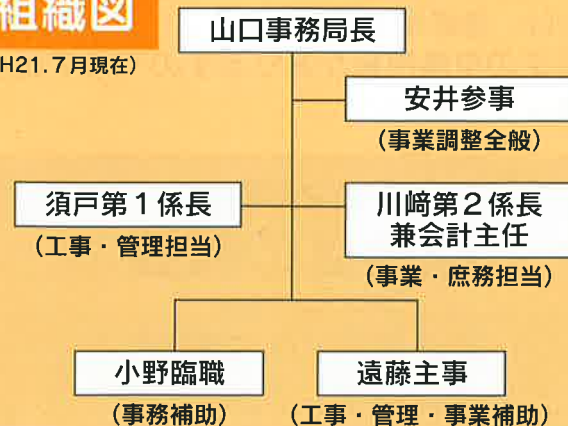 組織図
H21.7月現在）
山口事務局長
安井参事
（事業調整全般）
須戸第１係長
（工事・管理担当）
川﨑第２係長
兼会計主任
（事業・庶務担当）
小野臨職
（事務補助）
遠藤主事
（工事・管理・事業補助）